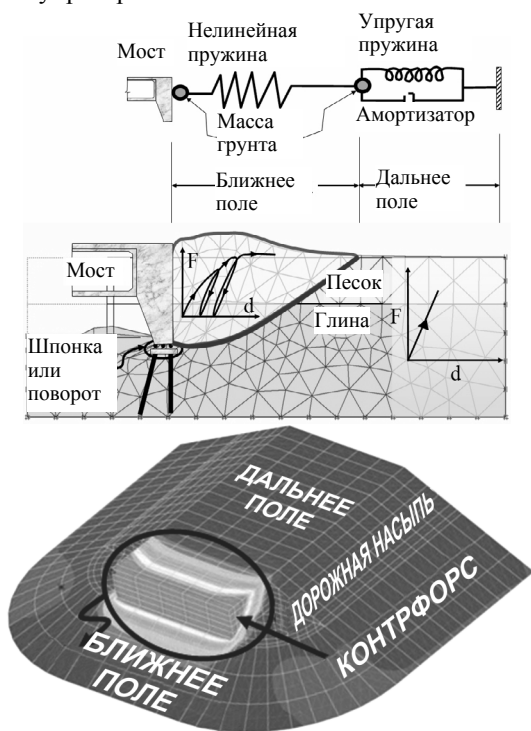 Мост
Нелинейная
пружина
Упругая
пружина
Масса
грунта
Амортизатор
Ближнее
поле
Дальнее
поле
Мост
F
d
Песок
Глина
F
d
Шпонка
или
поворот
ДАЛЬНЕЕ
ПОЛЕ
ДОРОЖНАЯ НАСЫПЬ
КОНТРФОРС
БЛИЖНЕЕ
ПОЛЕ